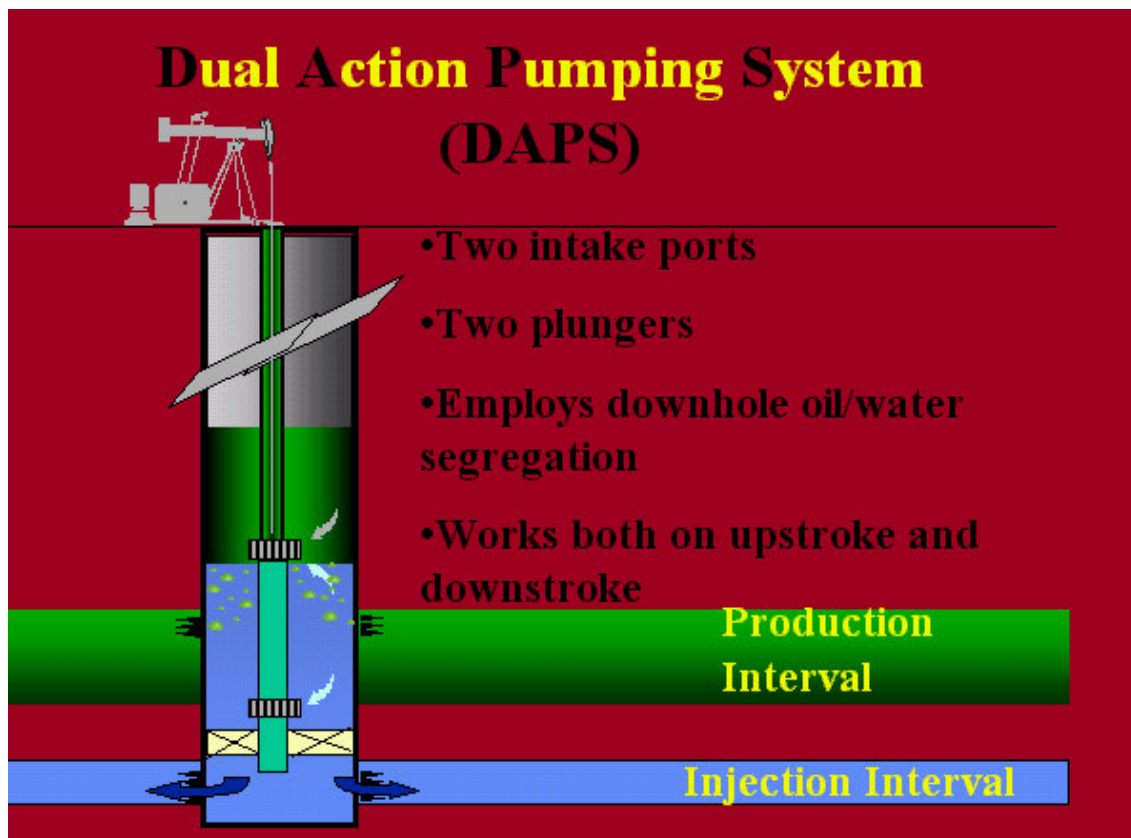 Dual Action Pumping System
(DAPS)
•Two intake ports
•Two plungers
•Employs downhole oil/water
segregation
•Works both on upstroke and
downstroke
Production
Interval
Injection Interval